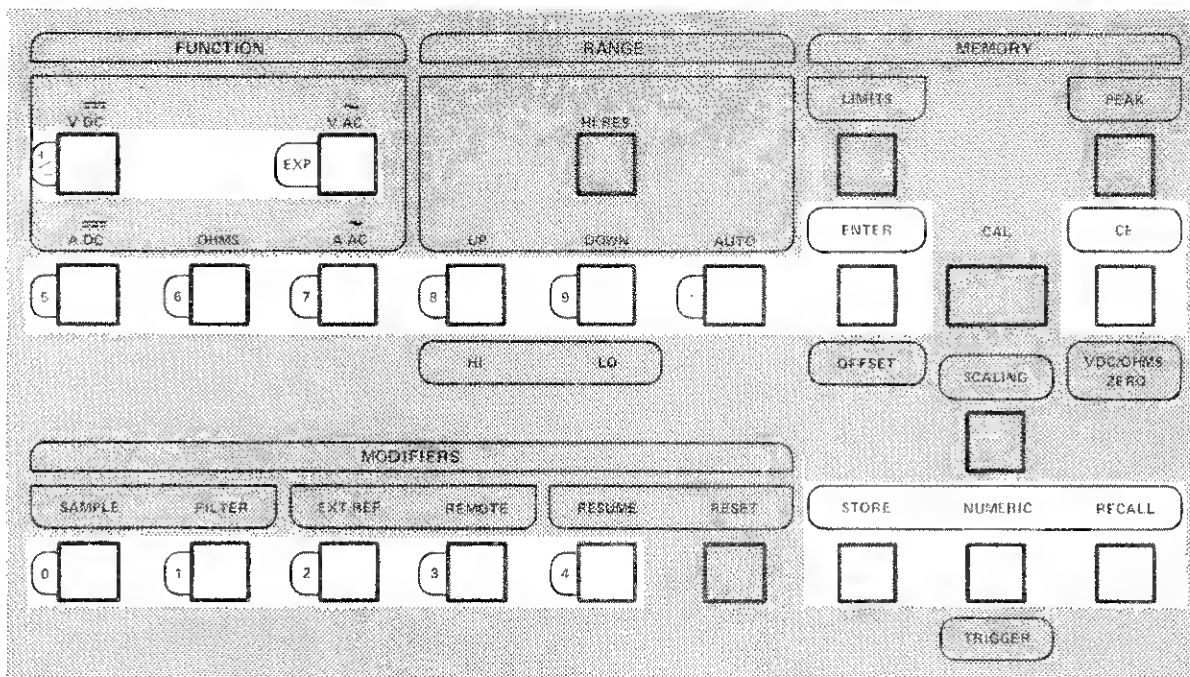 FUNCTION RANGE MEMORY
LIMITS PEAK
V DC V AC HI RES
+/- EXP
A DC OHMS A AC UP DOWN AUTO ENTER CAL CE
5 6 7 8 9 .
HI LO OFFSET SCALING VDC/OHMS ZERO
MODIFIERS
SAMPLE FILTER EXT REF REMOTE RESUME RESET STORE NUMERIC RECALL
0 1 2 3 4
TRIGGER